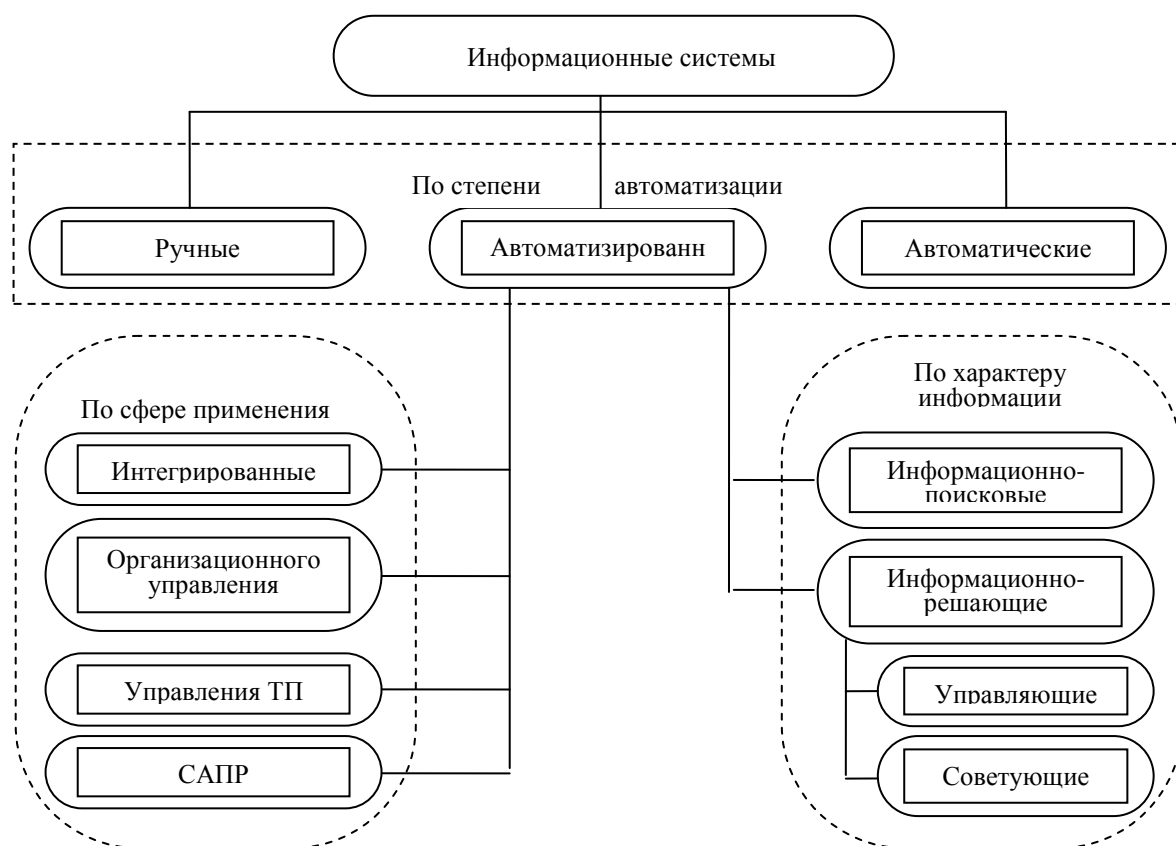 Информационные системы
По степени автоматизации
Ручные
Автоматизированн
Автоматические
По сфере применения
Интегрированные
Организационного
управления
Управления ТП
САПР
По характеру
информации
Информационно-
поисковые
Информационно-
решающие
Управляющие
Советующие